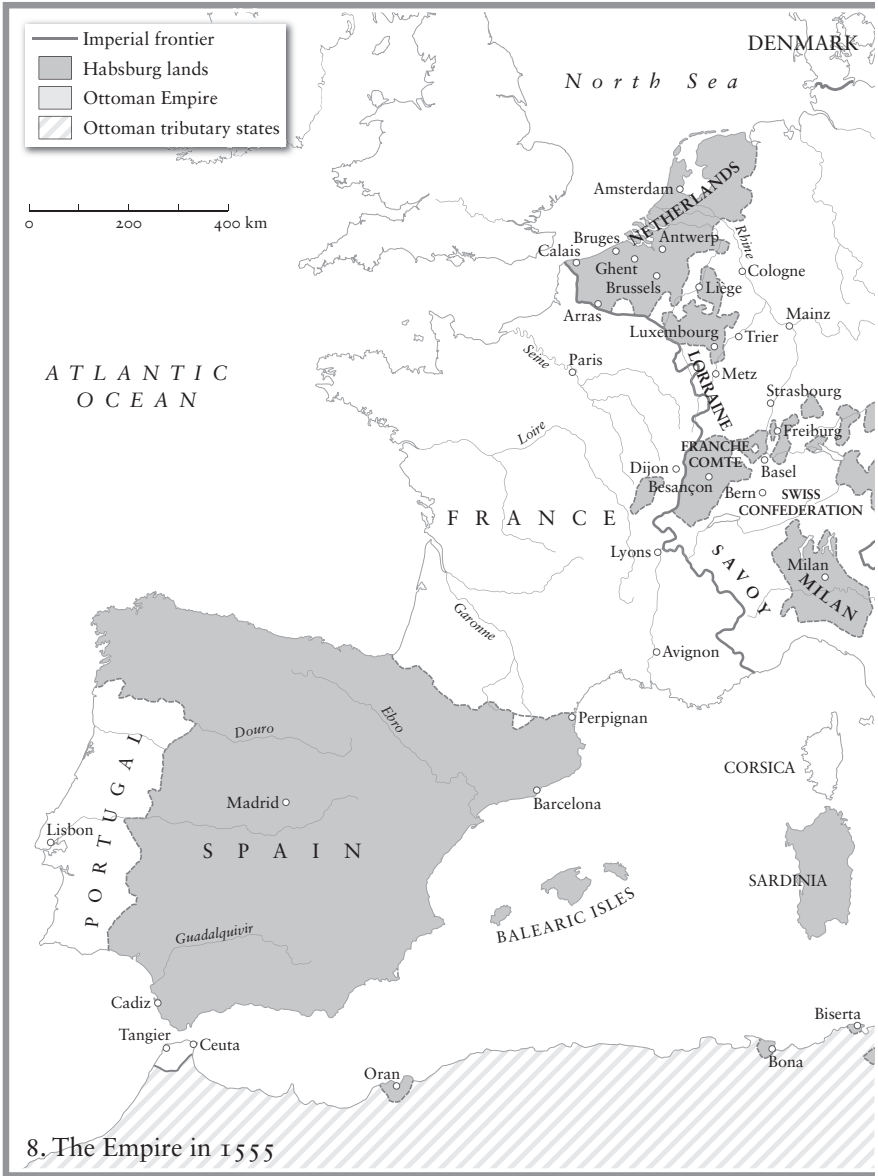 Imperial frontier
Habsburg lands
Ottoman Empire
Ottoman tributary states
0 200 400 km
DENMARK
North Sea
Amsterdam
NETHERLANDS
Bruges
Antwerp
Rhine
Calais
Ghent
Cologne
Brussels
Liège
Arras
Mainz
Luxembourg
Trier
Seine
Paris
Metz
LORRAINE
ATLANTIC
OCEAN
Strasbourg
Loire
Freiburg
FRANCHE
COMTE
Dijon
Basel
Besançon
Bern
SWISS
CONFEDERATION
FRANCE
Lyons
SAVOY
Milan
MILAN
Garonne
Avignon
Ebro
Perpignan
Douro
PORTUGAL
CORSICA
Madrid
Barcelona
Lisbon
SPAIN
SARDINIA
BALEARIC ISLES
Guadalquivir
Cadiz
Biserta
Tangier
Ceuta
Bona
Oran
8. The Empire in 1555